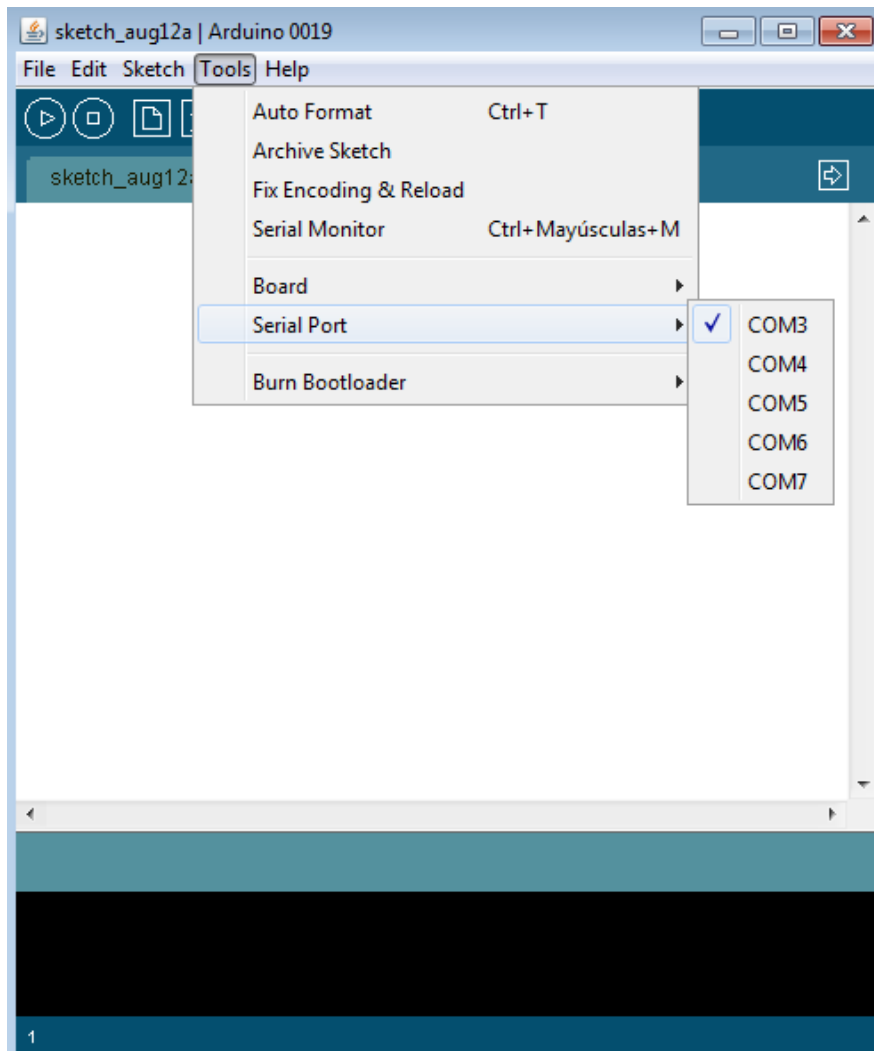 sketch_aug12a | Arduino 0019
File Edit Sketch Tools Help
sketch_aug12
Auto Format Ctrl+T
Archive Sketch
Fix Encoding & Reload
Serial Monitor Ctrl+Mayúsculas+M
Board
Serial Port
Burn Bootloader
COM3
COM4
COM5
COM6
COM7
1